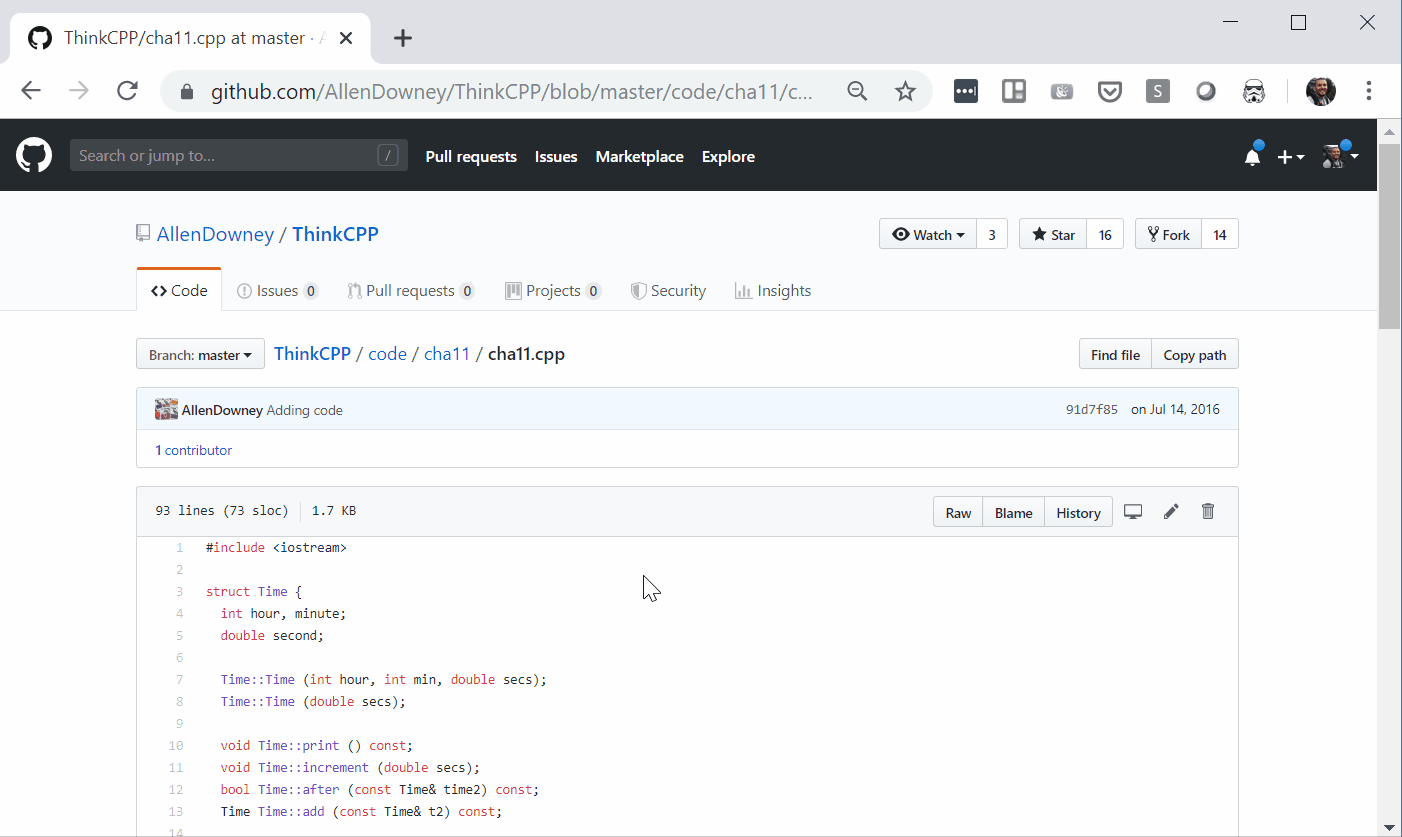 ThinkCPP/cha11.cpp at master ·
github.com/AllenDowney/ThinkCPP/blob/master/code/cha11/c...
S
Search or jump to... /
Pull requests Issues Marketplace Explore
AllenDowney / ThinkCPP
Watch 3 Star 16 Fork 14
Code Issues 0 Pull requests 0 Projects 0 Security Insights
Branch: master ThinkCPP / code / cha11 / cha11.cpp Find file Copy path
AllenDowney Adding code 91d7f85 on Jul 14, 2016
1 contributor
93 lines (73 sloc) 1.7 KB Raw Blame History
1 #include <iostream>
2
3 struct Time {
4 int hour, minute;
5 double second;
6
7 Time::Time (int hour, int min, double secs);
8 Time::Time (double secs);
9
10 void Time::print () const;
11 void Time::increment (double secs);
12 bool Time::after (const Time& time2) const;
13 Time Time::add (const Time& t2) const;
14